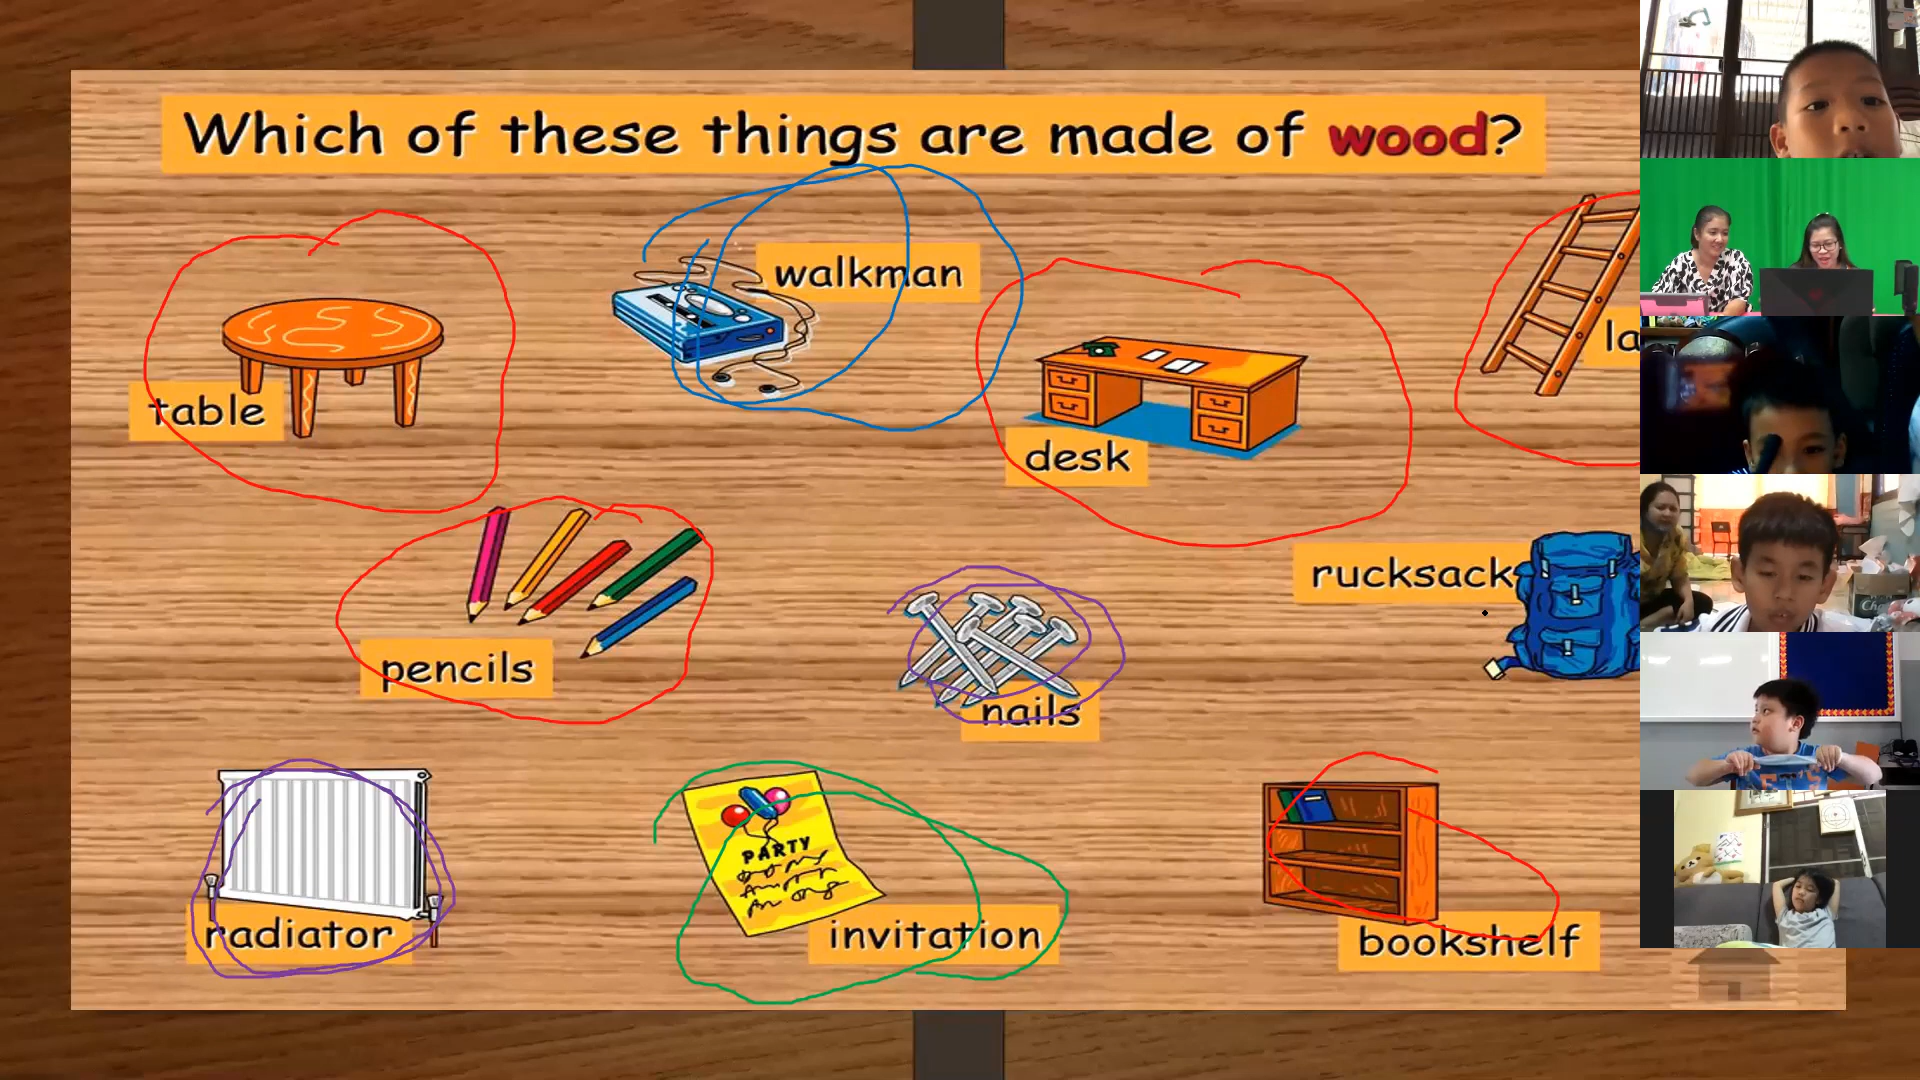 Which of these things are made of wood?
walkman
la
table
desk
rucksack
pencils
nails
PARTY
radiator
invitation
bookshelf